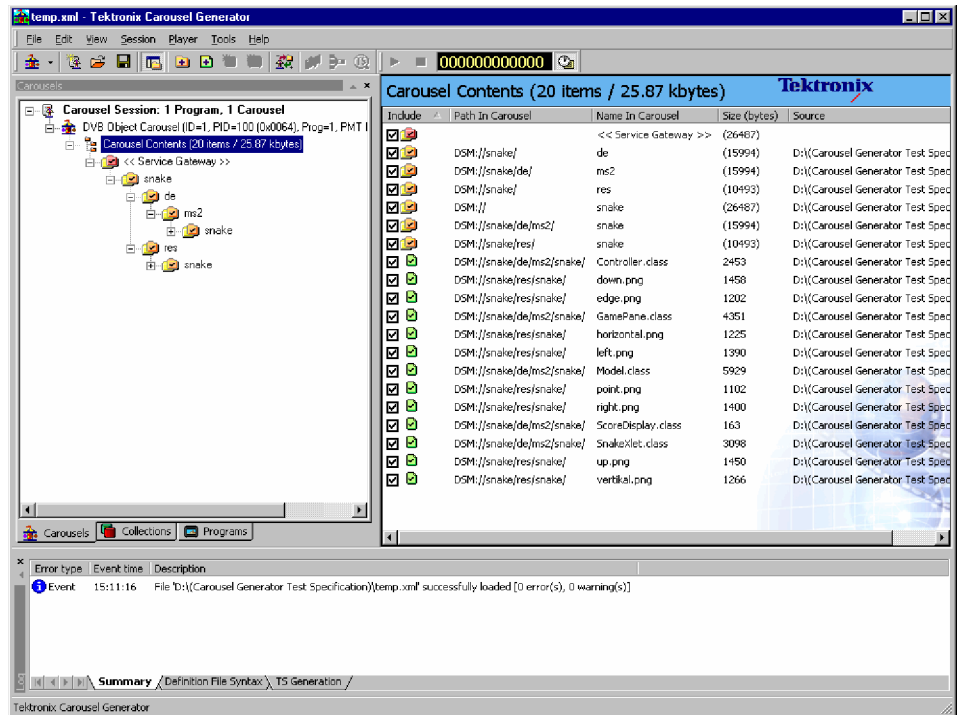 temp.xml - Tektronix Carousel Generator
File Edit View Session Player Tools Help
000000000000
Carousels
Carousel Session: 1 Program, 1 Carousel
DVB Object Carousel (ID=1, PID=100 (0x0064), Prog=1, PMT
Carousel Contents (20 items / 25.87 kbytes)
<< Service Gateway >>
snake
de
ms2
snake
res
snake
Carousels Collections Programs
Carousel Contents (20 items / 25.87 kbytes) Tektronix
Include Path In Carousel Name In Carousel Size (bytes) Source
<< Service Gateway >> (26487)
DSM://snake/ de (15994) D:\(Carousel Generator Test Spec
DSM://snake/de/ ms2 (15994) D:\(Carousel Generator Test Spec
DSM://snake/ res (10493) D:\(Carousel Generator Test Spec
DSM:// snake (26487) D:\(Carousel Generator Test Spec
DSM://snake/de/ms2/ snake (15994) D:\(Carousel Generator Test Spec
DSM://snake/res/ snake (10493) D:\(Carousel Generator Test Spec
DSM://snake/de/ms2/snake/ Controller.class 2453 D:\(Carousel Generator Test Spec
DSM://snake/res/snake/ down.png 1458 D:\(Carousel Generator Test Spec
DSM://snake/res/snake/ edge.png 1202 D:\(Carousel Generator Test Spec
DSM://snake/de/ms2/snake/ GamePane.class 4351 D:\(Carousel Generator Test Spec
DSM://snake/res/snake/ horizontal.png 1225 D:\(Carousel Generator Test Spec
DSM://snake/res/snake/ left.png 1390 D:\(Carousel Generator Test Spec
DSM://snake/de/ms2/snake/ Model.class 5929 D:\(Carousel Generator Test Spec
DSM://snake/res/snake/ point.png 1102 D:\(Carousel Generator Test Spec
DSM://snake/res/snake/ right.png 1400 D:\(Carousel Generator Test Spec
DSM://snake/de/ms2/snake/ ScoreDisplay.class 163 D:\(Carousel Generator Test Spec
DSM://snake/de/ms2/snake/ SnakeXlet.class 3098 D:\(Carousel Generator Test Spec
DSM://snake/res/snake/ up.png 1450 D:\(Carousel Generator Test Spec
DSM://snake/res/snake/ vertikal.png 1266 D:\(Carousel Generator Test Spec
Error type Event time Description
Event 15:11:16 File 'D:\(Carousel Generator Test Specification)\temp.xml' successfully loaded [0 error(s), 0 warning(s)]
Summary Definition File Syntax TS Generation
Tektronix Carousel Generator